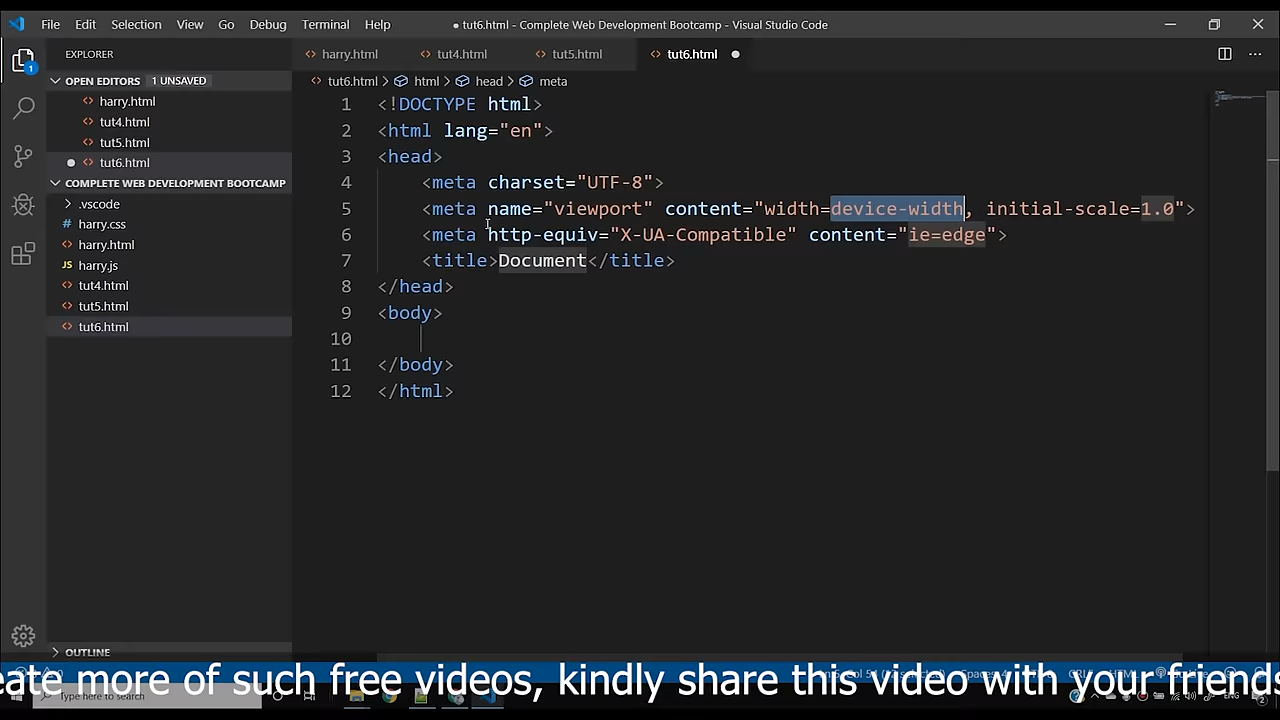 File Edit Selection View Go Debug Terminal Help
● tut6.html - Complete Web Development Bootcamp - Visual Studio Code
EXPLORER
OPEN EDITORS 1 UNSAVED
harry.html
tut4.html
tut5.html
tut6.html
COMPLETE WEB DEVELOPMENT BOOTCAMP
.vscode
harry.css
harry.html
harry.js
tut4.html
tut5.html
tut6.html
OUTLINE
harry.html tut4.html tut5.html tut6.html
tut6.html > html > head > meta
1 <!DOCTYPE html>
2 <html lang="en">
3 <head>
4 <meta charset="UTF-8">
5 <meta name="viewport" content="width=device-width, initial-scale=1.0">
6 <meta http-equiv="X-UA-Compatible" content="ie=edge">
7 <title>Document</title>
8 </head>
9 <body>
10
11 </body>
12 </html>
eate more of such free videos, kindly share this video with your friends
Type here to search